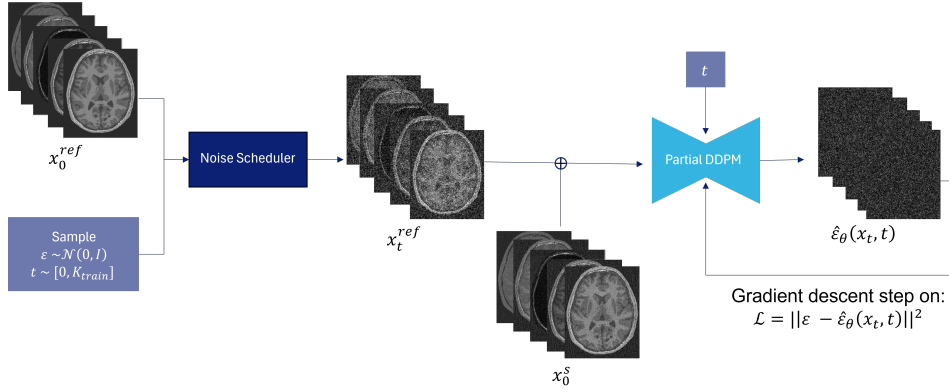 x_0^{ref}
Sample
ε ~𝒩(0, I)
t ~ [0, K_{train}]
Noise Scheduler
x_t^{ref}
⊕
x_0^s
t
Partial DDPM
ε̂_θ(x_t, t)
Gradient descent step on:
ℒ = ||ε − ε̂_θ(x_t, t)||^2